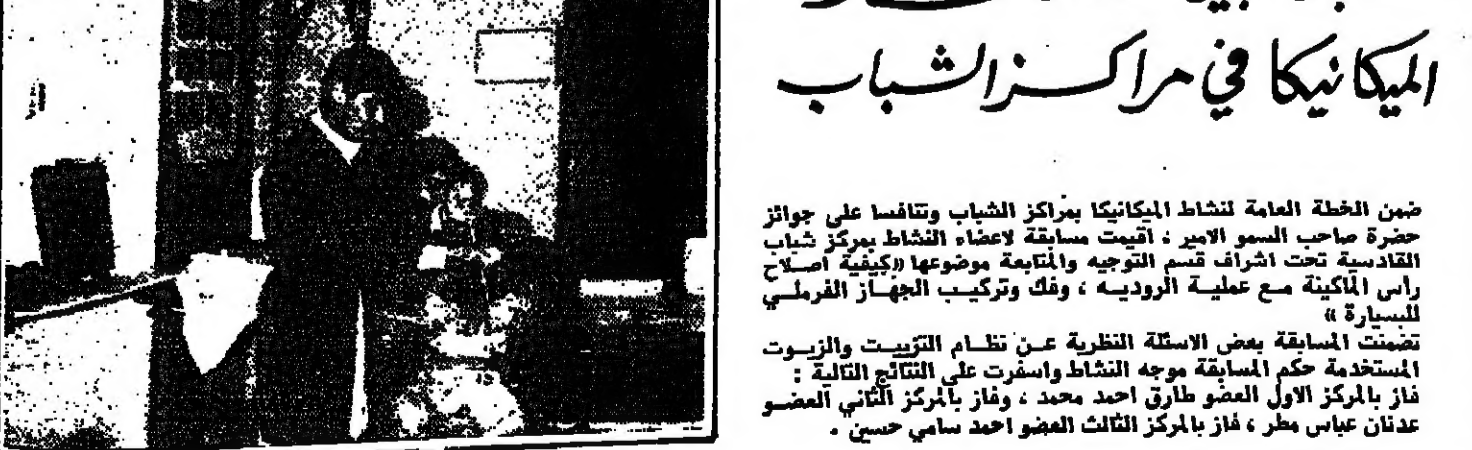 الميكانيكا في مراكز الشباب
ضمن الخطة العامة لنشاط الميكانيكا بمراكز الشباب وتنافسا على جوائز
حضرة صاحب السمو الامير ، اقيمت مسابقة لاعضاء النشاط بمركز شباب
القادسية تحت اشراف قسم التوجيه والمتابعة موضوعها «كيفية اصلاح
راس الماكينة مع عملية الروديه ، وفك وتركيب الجهاز الفرملي
للبسيارة »
تضمنت المسابقة بعض الاسئلة النظرية عن نظام التزييت والزيوت
المستخدمة حكم المسابقة موجه النشاط واسفرت على النتائج التالية :
فاز بالمركز الاول العضو طارق احمد محمد ، وفاز بالمركز الثاني العضو
عدنان عباس مطر ، فاز بالمركز الثالث العضو احمد سامي حسين .